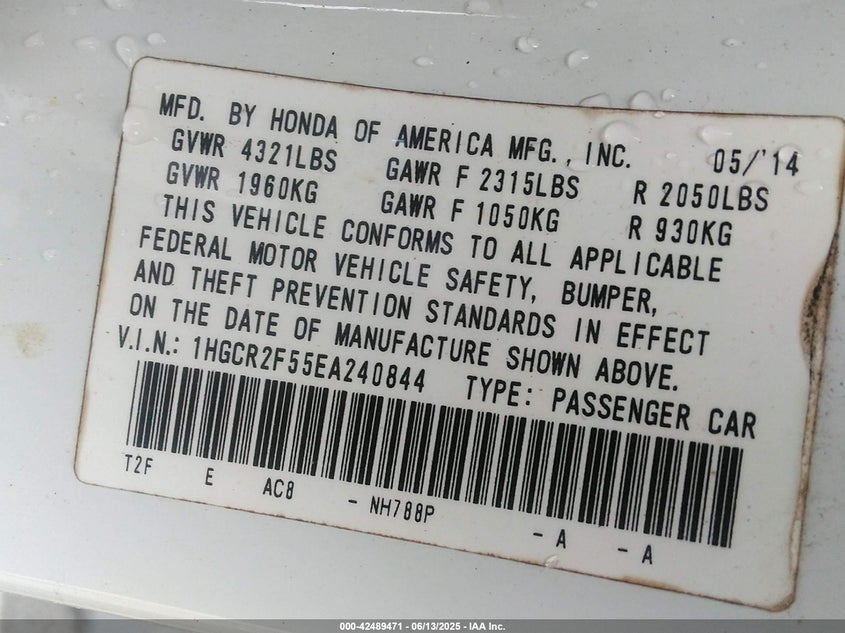 MFD. BY HONDA OF AMERICA MFG., INC. 05/'14
GVWR 4321LBS GAWR F 2315LBS R 2050LBS
GVWR 1960KG GAWR F 1050KG R 930KG
THIS VEHICLE CONFORMS TO ALL APPLICABLE
FEDERAL MOTOR VEHICLE SAFETY, BUMPER,
AND THEFT PREVENTION STANDARDS IN EFFECT
ON THE DATE OF MANUFACTURE SHOWN ABOVE.
V.I.N.: 1HGCR2F55EA240844 TYPE: PASSENGER CAR
T2F E AC8 - NH788P - A - A
000-42489471 - 06/13/2025 - IAA Inc.